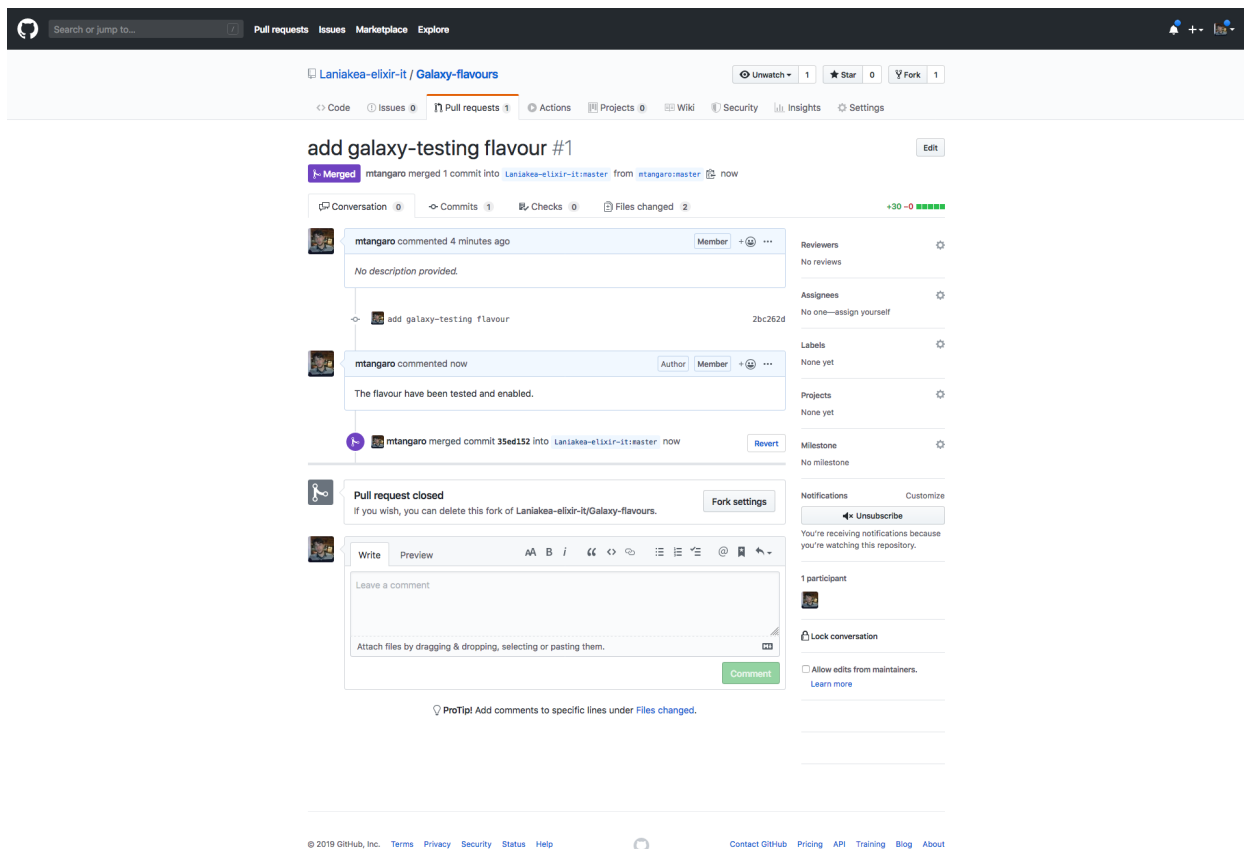 Search or jump to... / Pull requests Issues Marketplace Explore
Laniakea-elixir-it / Galaxy-flavours Unwatch 1 Star 0 Fork 1
Code Issues 0 Pull requests 1 Actions Projects 0 Wiki Security Insights Settings
add galaxy-testing flavour #1 Edit
Merged mtangaro merged 1 commit into Laniakea-elixir-it:master from mtangaro:master now
Conversation 0 Commits 1 Checks 0 Files changed 2 +30 −0
mtangaro commented 4 minutes ago Member
No description provided.
add galaxy-testing flavour 2bc262d
mtangaro commented now Author Member
The flavour have been tested and enabled.
mtangaro merged commit 35ed152 into Laniakea-elixir-it:master now Revert
Pull request closed
If you wish, you can delete this fork of Laniakea-elixir-it/Galaxy-flavours.
Fork settings
Write Preview AA B i
Leave a comment
Attach files by dragging & dropping, selecting or pasting them.
Comment
ProTip! Add comments to specific lines under Files changed.
Reviewers
No reviews
Assignees
No one—assign yourself
Labels
None yet
Projects
None yet
Milestone
No milestone
Notifications Customize
Unsubscribe
You're receiving notifications because
you're watching this repository.
1 participant
Lock conversation
Allow edits from maintainers.
Learn more
© 2019 GitHub, Inc. Terms Privacy Security Status Help Contact GitHub Pricing API Training Blog About